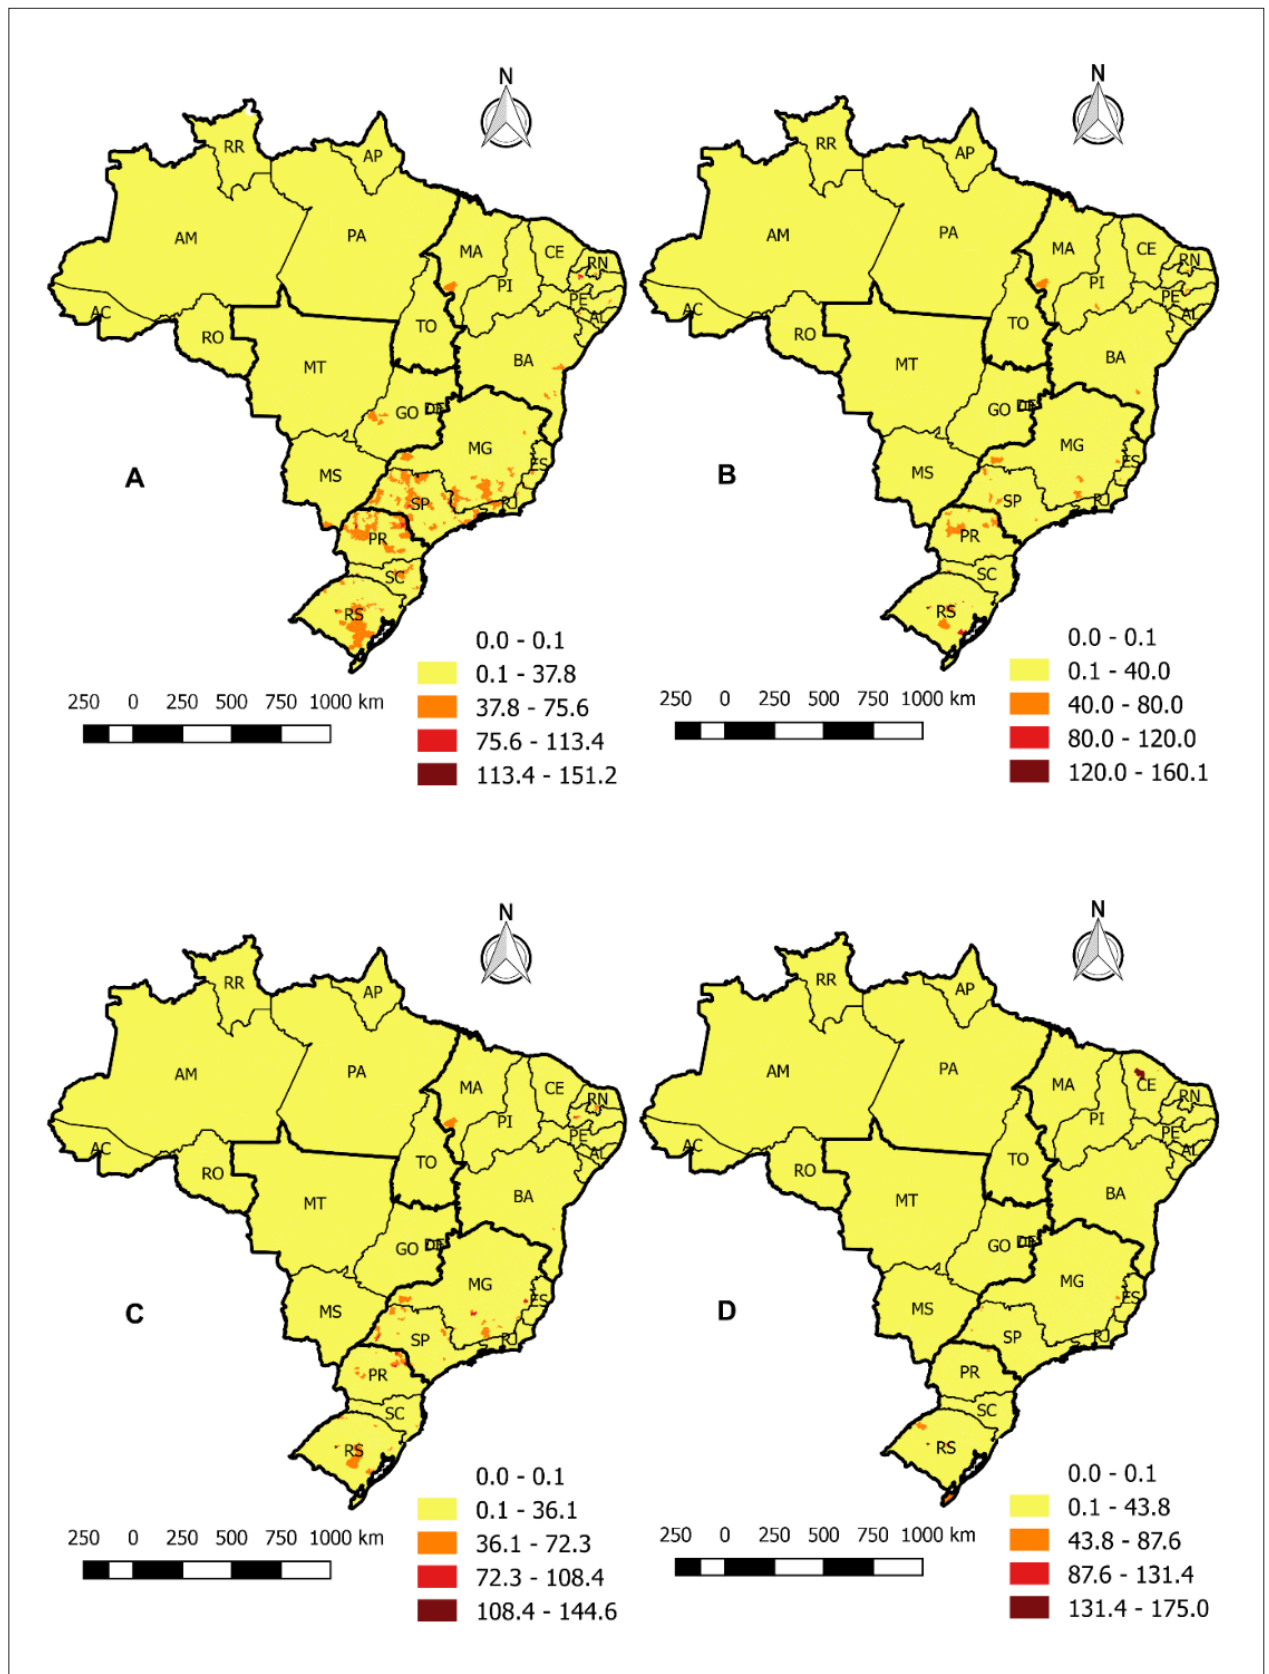 N
RR
AP
AM
PA
MA
CE
RN
PI
PE
AL
AC
TO
RO
BA
MT
GO
DF
MG
ES
MS
A
SP
RJ
PR
SC
RS
0.0 - 0.1
0.1 - 37.8
37.8 - 75.6
75.6 - 113.4
113.4 - 151.2
250 0 250 500 750 1000 km
N
RR
AP
AM
PA
MA
CE
RN
PI
PE
AL
AC
TO
RO
BA
MT
GO
DF
MG
ES
MS
B
SP
RJ
PR
SC
RS
0.0 - 0.1
0.1 - 40.0
40.0 - 80.0
80.0 - 120.0
120.0 - 160.1
250 0 250 500 750 1000 km
N
RR
AP
AM
PA
MA
CE
RN
PI
PE
AL
AC
TO
RO
BA
MT
GO
DF
MG
ES
MS
C
SP
RJ
PR
SC
RS
0.0 - 0.1
0.1 - 36.1
36.1 - 72.3
72.3 - 108.4
108.4 - 144.6
250 0 250 500 750 1000 km
N
RR
AP
AM
PA
MA
CE
RN
PI
PE
AL
AC
TO
RO
BA
MT
GO
DF
MG
ES
MS
D
SP
RJ
PR
SC
RS
0.0 - 0.1
0.1 - 43.8
43.8 - 87.6
87.6 - 131.4
131.4 - 175.0
250 0 250 500 750 1000 km